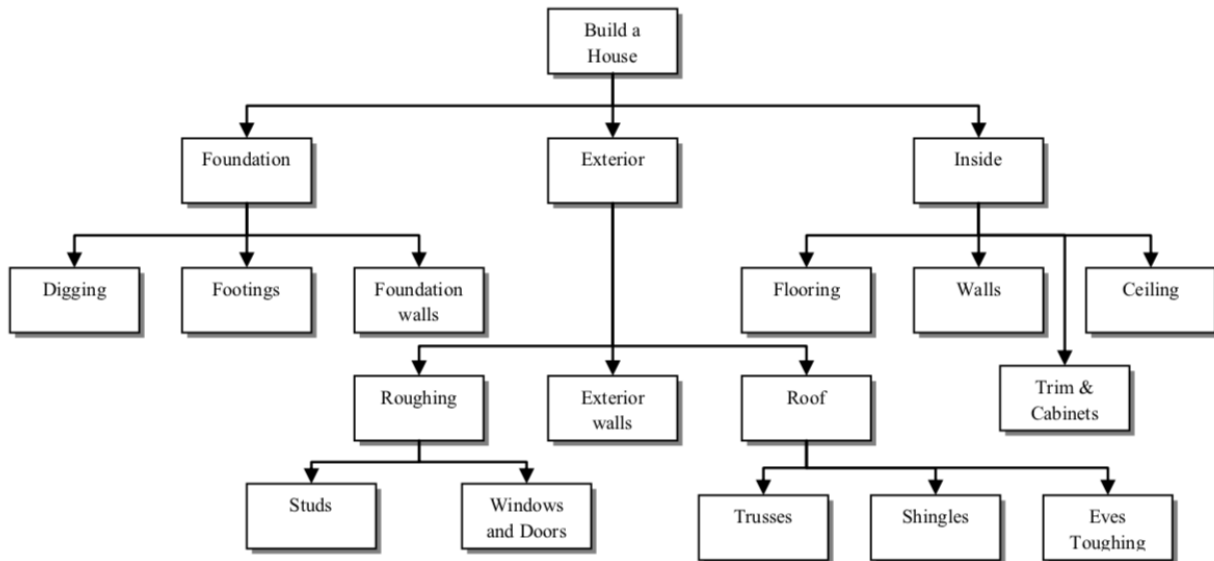 Build a
House
Foundation
Exterior
Inside
Digging
Footings
Foundation
walls
Flooring
Walls
Ceiling
Roughing
Exterior
walls
Roof
Trim &
Cabinets
Studs
Windows
and Doors
Trusses
Shingles
Eves
Toughing